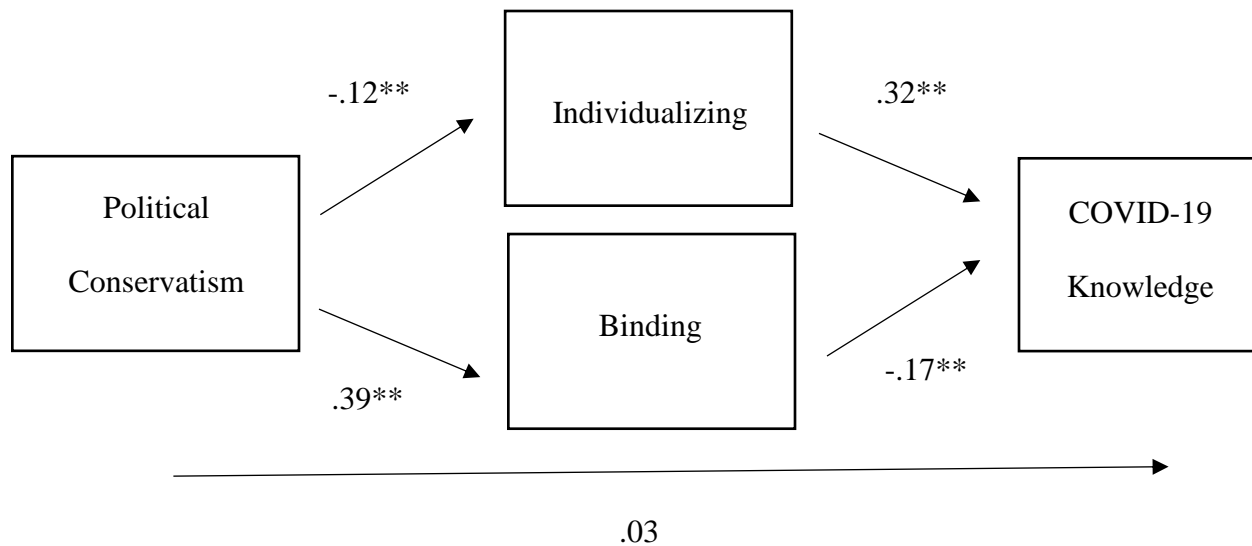 -.12**
Individualizing
.32**
Political
Conservatism
COVID-19
Knowledge
Binding
.39**
-.17**
.03